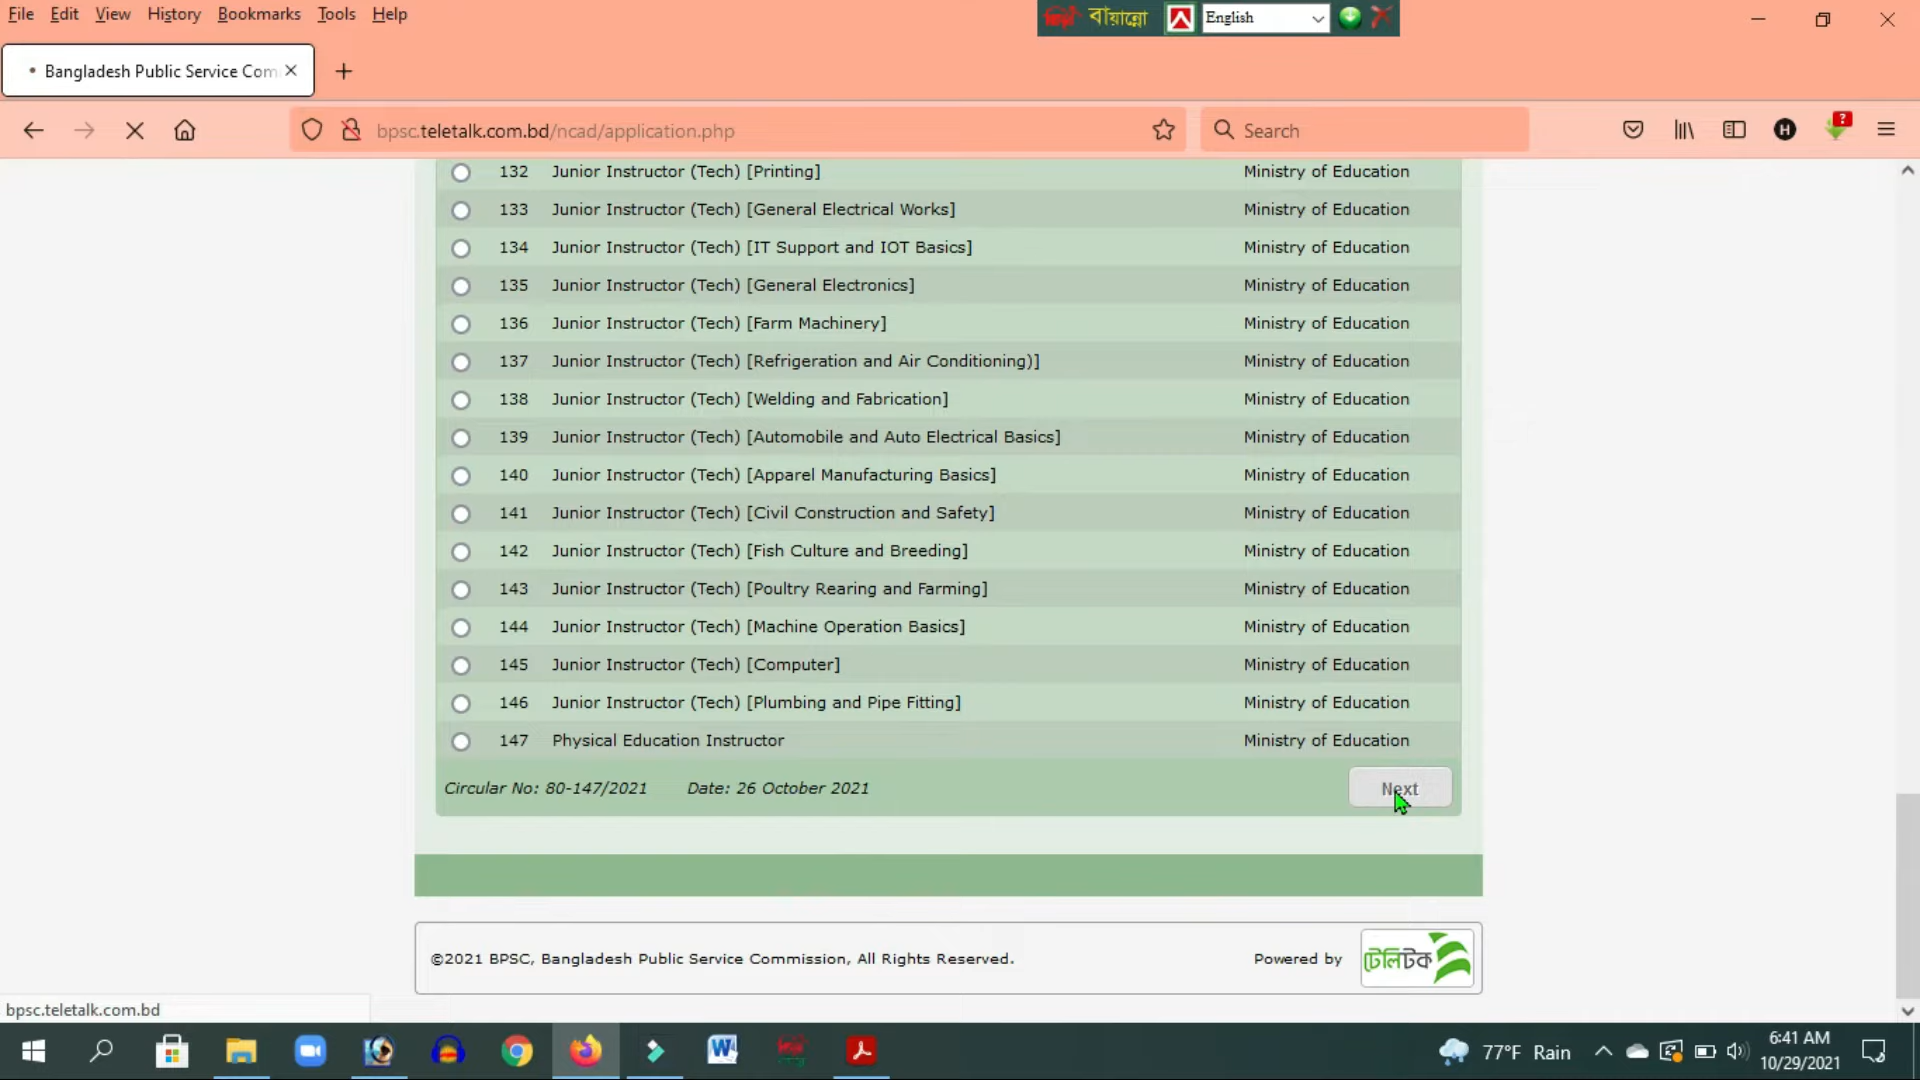 File Edit View History Bookmarks Tools Help
বায়ান্নো English
Bangladesh Public Service Com
bpsc.teletalk.com.bd/ncad/application.php Search
132 Junior Instructor (Tech) [Printing] Ministry of Education
133 Junior Instructor (Tech) [General Electrical Works] Ministry of Education
134 Junior Instructor (Tech) [IT Support and IOT Basics] Ministry of Education
135 Junior Instructor (Tech) [General Electronics] Ministry of Education
136 Junior Instructor (Tech) [Farm Machinery] Ministry of Education
137 Junior Instructor (Tech) [Refrigeration and Air Conditioning)] Ministry of Education
138 Junior Instructor (Tech) [Welding and Fabrication] Ministry of Education
139 Junior Instructor (Tech) [Automobile and Auto Electrical Basics] Ministry of Education
140 Junior Instructor (Tech) [Apparel Manufacturing Basics] Ministry of Education
141 Junior Instructor (Tech) [Civil Construction and Safety] Ministry of Education
142 Junior Instructor (Tech) [Fish Culture and Breeding] Ministry of Education
143 Junior Instructor (Tech) [Poultry Rearing and Farming] Ministry of Education
144 Junior Instructor (Tech) [Machine Operation Basics] Ministry of Education
145 Junior Instructor (Tech) [Computer] Ministry of Education
146 Junior Instructor (Tech) [Plumbing and Pipe Fitting] Ministry of Education
147 Physical Education Instructor Ministry of Education
Circular No: 80-147/2021 Date: 26 October 2021 Next
©2021 BPSC, Bangladesh Public Service Commission, All Rights Reserved. Powered by টেলিটক
bpsc.teletalk.com.bd
77°F Rain 6:41 AM
10/29/2021